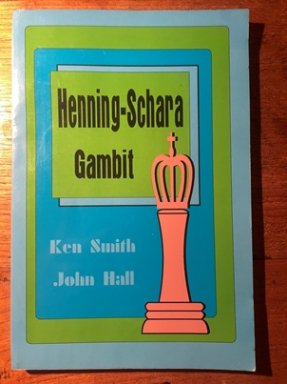 Henning-Schara
Gambit
Ken Smith
John Hall